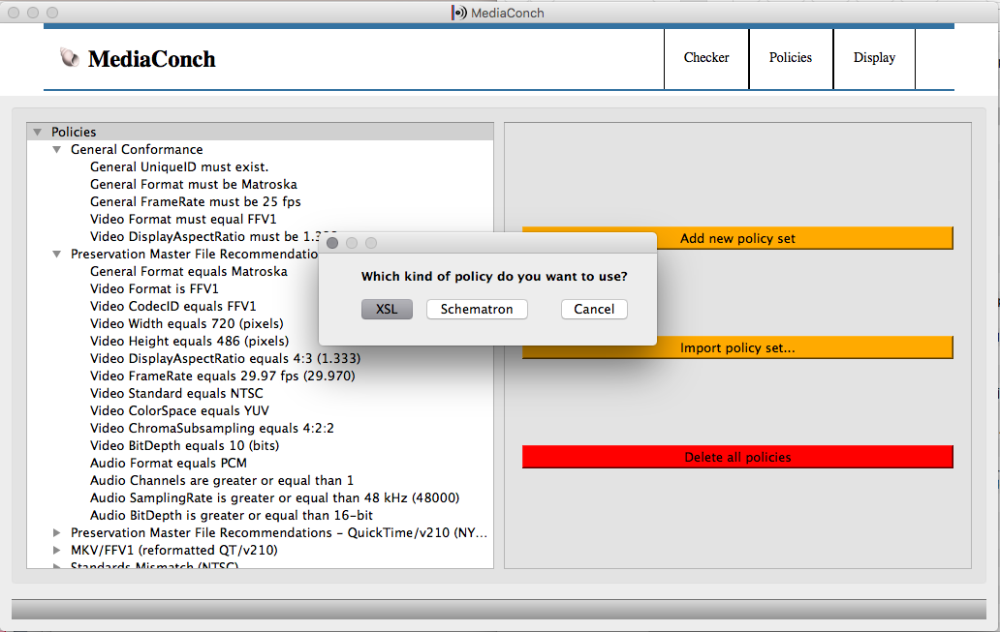 MediaConch
MediaConch
Checker
Policies
Display
Policies
General Conformance
General UniqueID must exist.
General Format must be Matroska
General FrameRate must be 25 fps
Video Format must equal FFV1
Video DisplayAspectRatio must be
Preservation Master File
General Format equals Matroska
Video Format is FFV1
Video CodecID equals FFV1
Video Width equals 720 (pixels)
Video Height equals 486 (pixels)
Video DisplayAspectRatio equals 4:3 (1.333)
Video FrameRate equals 29.97 fps (29.970)
Video Standard equals NTSC
Video ColorSpace equals YUV
Video ChromaSubsampling equals 4:2:2
Video BitDepth equals 10 (bits)
Audio Format equals PCM
Audio Channels are greater or equal than 1
Audio SamplingRate is greater or equal than 48 kHz (48000)
Audio BitDepth is greater or equal than 16-bit
Preservation Master File Recommendations - QuickTime/v210 (NY...
MKV/FFV1 (reformatted QT/v210)
Standards Mismatch (NTSC)
Which kind of policy do you want to use?
XSL
Schematron
Cancel
Add new policy set
Import policy set...
Delete all policies